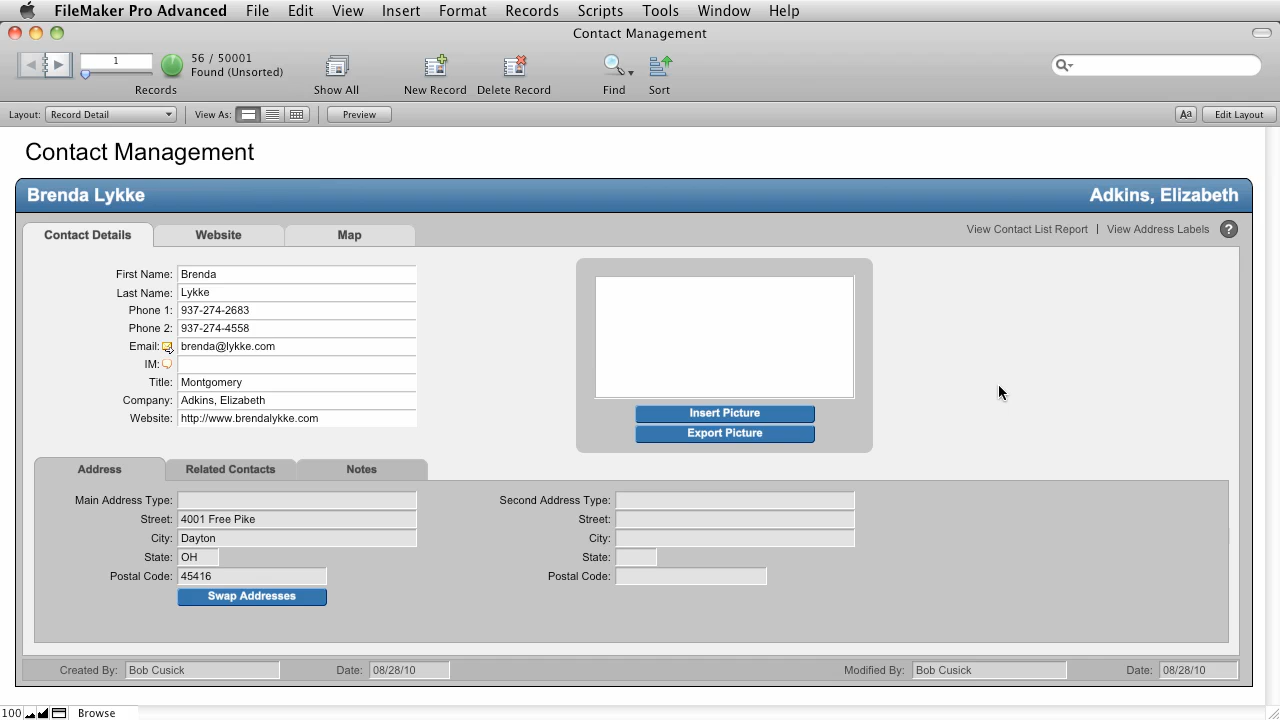 FileMaker Pro Advanced File Edit View Insert Format Records Scripts Tools Window Help
Contact Management
1
56 / 50001
Found (Unsorted)
Records
Show All
New Record
Delete Record
Find
Sort
Layout: Record Detail
View As:
Preview
Aa
Edit Layout
Contact Management
Brenda Lykke
Adkins, Elizabeth
Contact Details
Website
Map
View Contact List Report | View Address Labels ?
First Name: Brenda
Last Name: Lykke
Phone 1: 937-274-2683
Phone 2: 937-274-4558
Email: brenda@lykke.com
IM:
Title: Montgomery
Company: Adkins, Elizabeth
Website: http://www.brendalykke.com
Insert Picture
Export Picture
Address
Related Contacts
Notes
Main Address Type:
Street: 4001 Free Pike
City: Dayton
State: OH
Postal Code: 45416
Swap Addresses
Second Address Type:
Street:
City:
State:
Postal Code:
Created By: Bob Cusick
Date: 08/28/10
Modified By: Bob Cusick
Date: 08/28/10
100
Browse